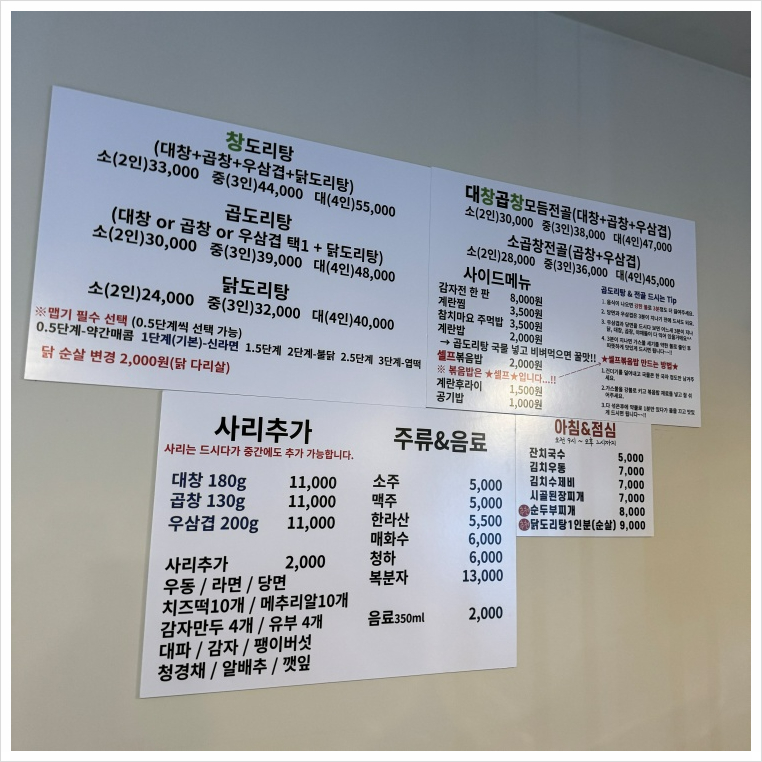 창도리탕
(대창+곱창+우삼겹+닭도리탕)
소(2인)33,000 중(3인)44,000 대(4인)55,000
곱도리탕
(대창 or 곱창 or 우삼겹 택1 + 닭도리탕)
소(2인)30,000 중(3인)39,000 대(4인)48,000
닭도리탕
소(2인)24,000 중(3인)32,000 대(4인)40,000
※맵기 필수 선택 (0.5단계씩 선택 가능)
0.5단계-약간매콤 1단계(기본)-신라면 1.5단계 2단계-불닭 2.5단계 3단계-엽떡
닭 순살 변경 2,000원(닭 다리살)
대창곱창모듬전골(대창+곱창+우삼겹)
소(2인)30,000 중(3인)38,000 대(4인)47,000
소곱창전골(곱창+우삼겹)
소(2인)28,000 중(3인)36,000 대(4인)45,000
사이드메뉴
감자전 한 판 8,000원
계란찜 3,500원
참치마요 주먹밥 3,500원
계란밥 2,000원
→ 곱도리탕 국물 넣고 비벼먹으면 꿀맛!!
셀프볶음밥 2,000원
※ 볶음밥은 ★셀프★입니다...!!
계란후라이 1,500원
공기밥 1,000원
곱도리탕 & 전골 드시는 Tip
★셀프볶음밥 만드는 방법★
사리추가
사리는 드시다가 중간에도 추가 가능합니다.
대창 180g 11,000
곱창 130g 11,000
우삼겹 200g 11,000
사리추가 2,000
우동 / 라면 / 당면
치즈떡10개 / 메추리알10개
감자만두 4개 / 유부 4개
대파 / 감자 / 팽이버섯
청경채 / 알배추 / 깻잎
주류&음료
소주 5,000
맥주 5,000
한라산 5,500
매화수 6,000
청하 6,000
복분자 13,000
음료350ml 2,000
아침&점심
오전 9시 ~ 오후 2시까지
잔치국수 5,000
김치우동 7,000
김치수제비 7,000
시골된장찌개 7,000
순두부찌개 8,000
닭도리탕1인분(순살) 9,000